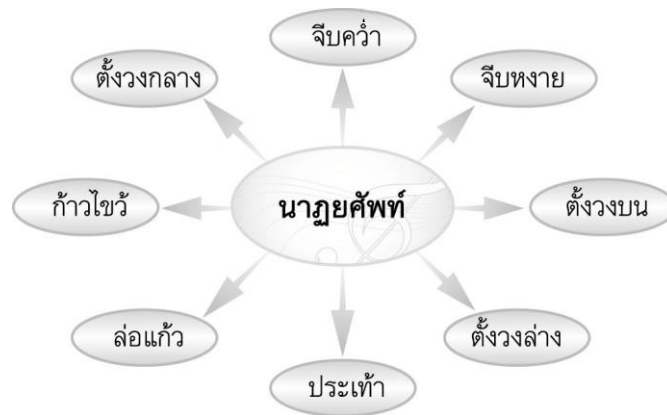 จีบคว่ำ
ตั้งวงกลาง
จีบหงาย
ก้าวไขว้
นาฏยศัพท์
ตั้งวงบน
ล่อแก้ว
ตั้งวงล่าง
ประเท้า